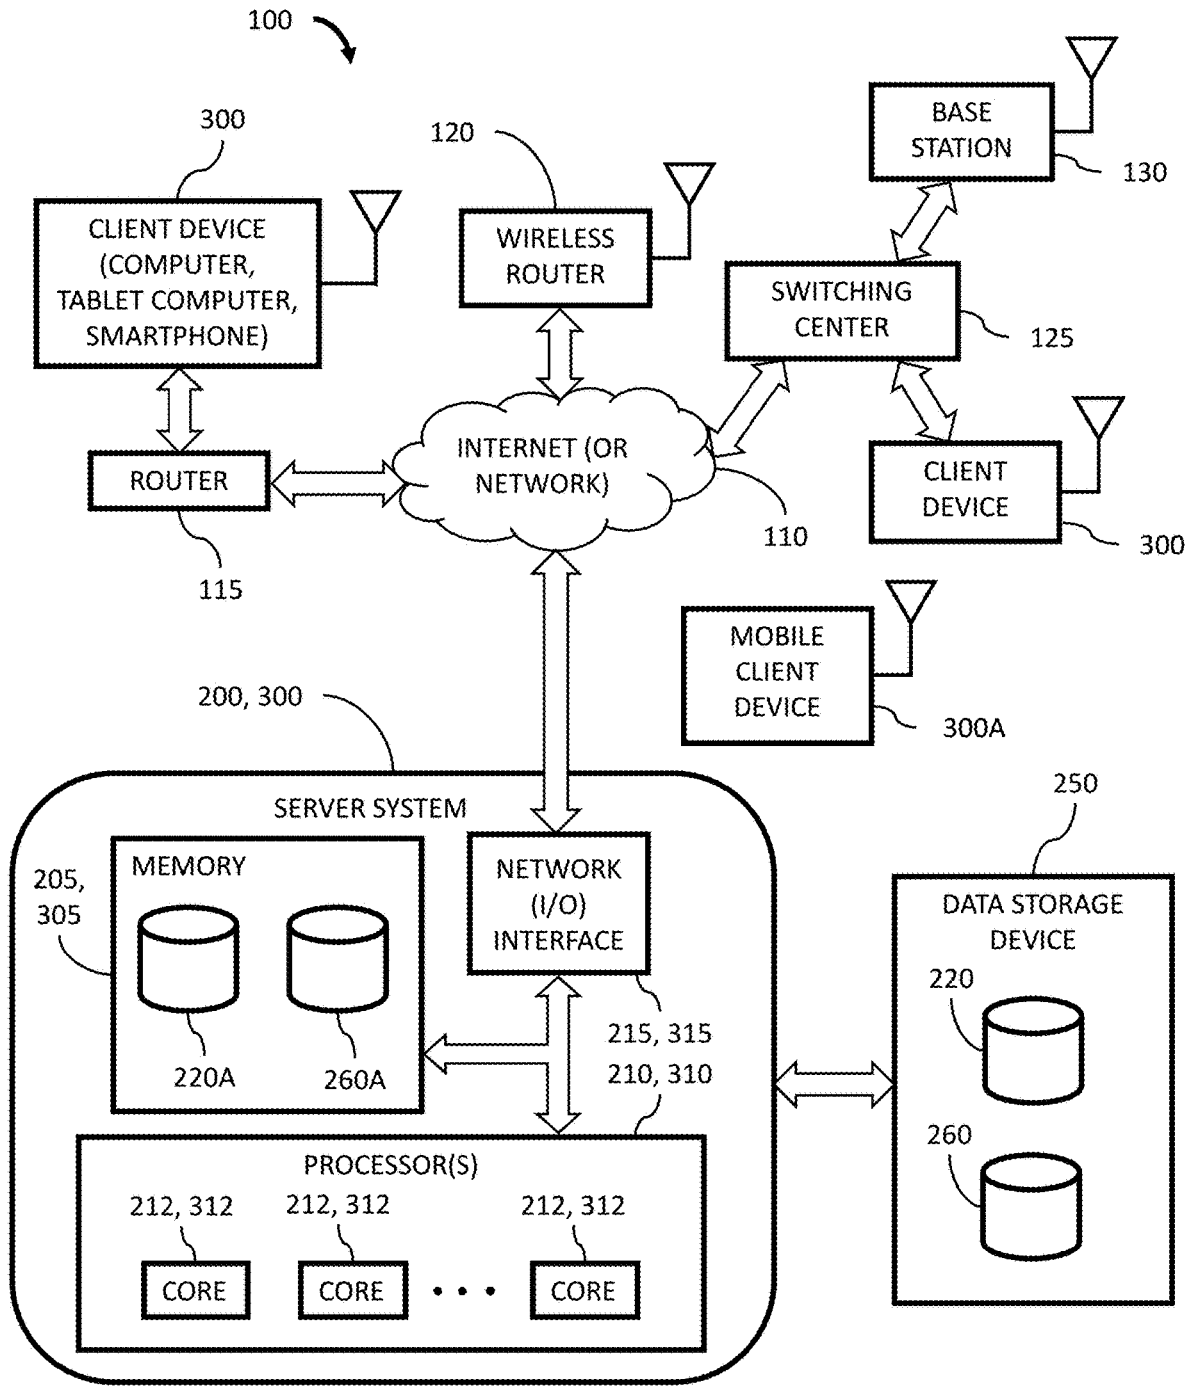 100
300
CLIENT DEVICE
(COMPUTER,
TABLET COMPUTER,
SMARTPHONE)
120
WIRELESS
ROUTER
BASE
STATION
130
SWITCHING
CENTER
125
ROUTER
115
INTERNET (OR
NETWORK)
110
CLIENT
DEVICE
300
MOBILE
CLIENT
DEVICE
300A
200, 300
SERVER SYSTEM
MEMORY
205,
305
220A
260A
NETWORK
(I/O)
INTERFACE
215, 315
210, 310
PROCESSOR(S)
212, 312
212, 312
212, 312
CORE
CORE
• • •
CORE
250
DATA STORAGE
DEVICE
220
260